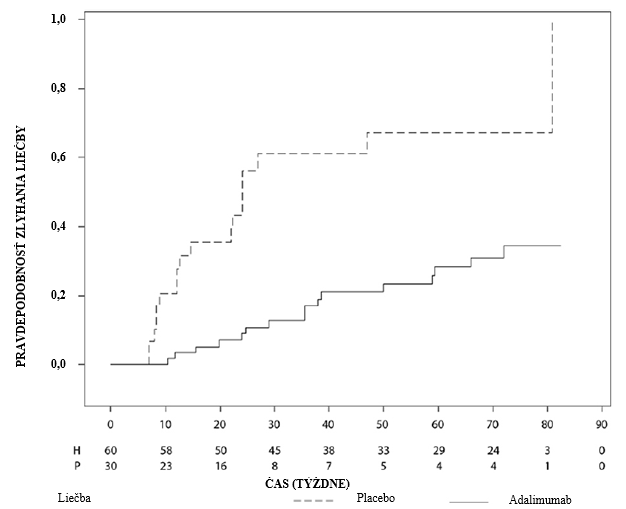 PRAVDEPODOBNOSŤ ZLYHANIA LIEČBY
1,0
0,8
0,6
0,4
0,2
0,0
0 10 20 30 40 50 60 70 80 90
H 60 58 50 45 38 33 29 24 3 0
P 30 23 16 8 7 5 4 4 1 0
ČAS (TÝŽDNE)
Liečba Placebo Adalimumab